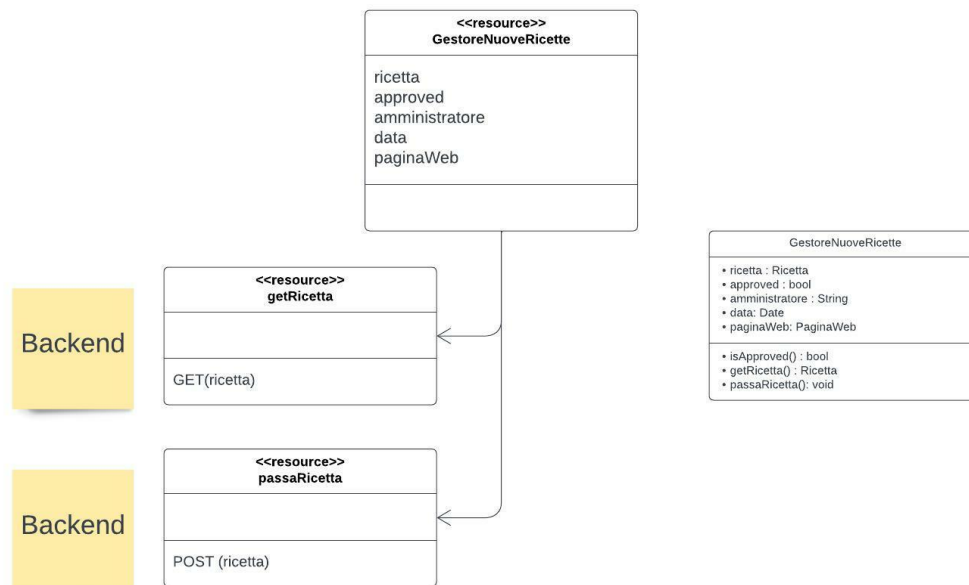 <<resource>>
GestoreNuoveRicette
ricetta
approved
amministratore
data
paginaWeb
GestoreNuoveRicette
• ricetta : Ricetta
• approved : bool
• amministratore : String
• data: Date
• paginaWeb: PaginaWeb
• isApproved() : bool
• getRicetta() : Ricetta
• passaRicetta(): void
Backend
<<resource>>
getRicetta
GET(ricetta)
Backend
<<resource>>
passaRicetta
POST (ricetta)